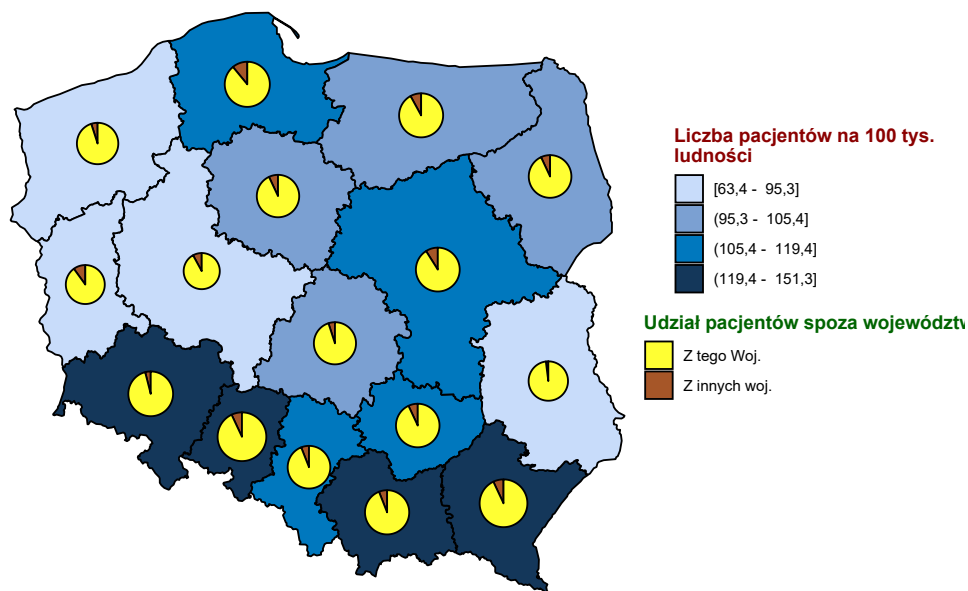 Liczba pacjentów na 100 tys.
ludności
[63,4 - 95,3]
(95,3 - 105,4]
(105,4 - 119,4]
(119,4 - 151,3]
Udział pacjentów spoza województw
Z tego Woj.
Z innych woj.